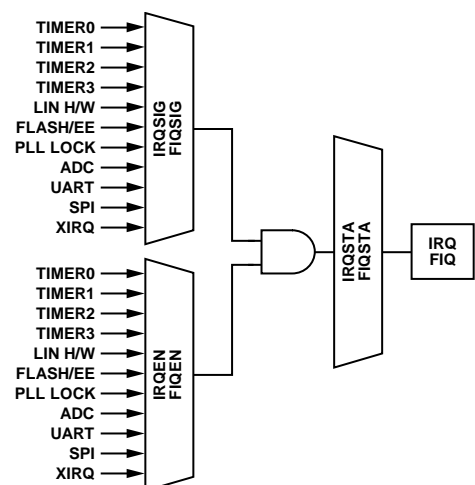 TIMER0
TIMER1
TIMER2
TIMER3
LIN H/W
FLASH/EE
PLL LOCK
ADC
UART
SPI
XIRQ
IRQSIG
FIQSIG
TIMER0
TIMER1
TIMER2
TIMER3
LIN H/W
FLASH/EE
PLL LOCK
ADC
UART
SPI
XIRQ
IRQEN
FIQEN
IRQSTA
FIQSTA
IRQ
FIQ